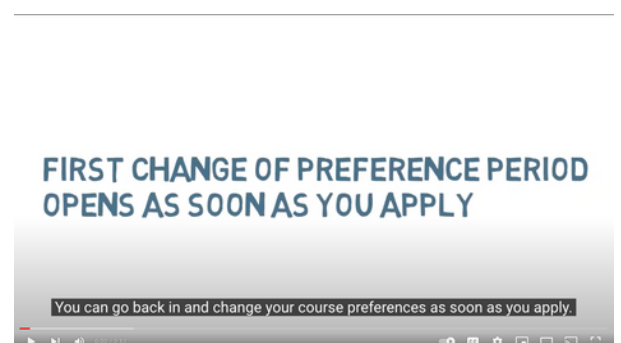 FIRST CHANGE OF PREFERENCE PERIOD
OPENS AS SOON AS YOU APPLY
You can go back in and change your course preferences as soon as you apply.